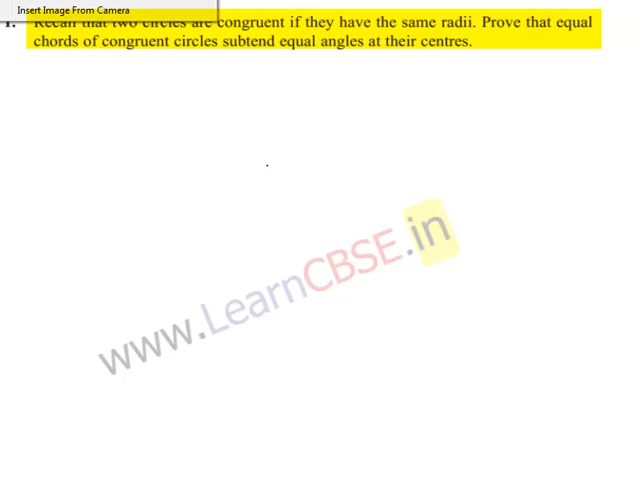 Insert Image From Camera
1. Recall that two circles are congruent if they have the same radii. Prove that equal
chords of congruent circles subtend equal angles at their centres.
www.LearnCBSE.in